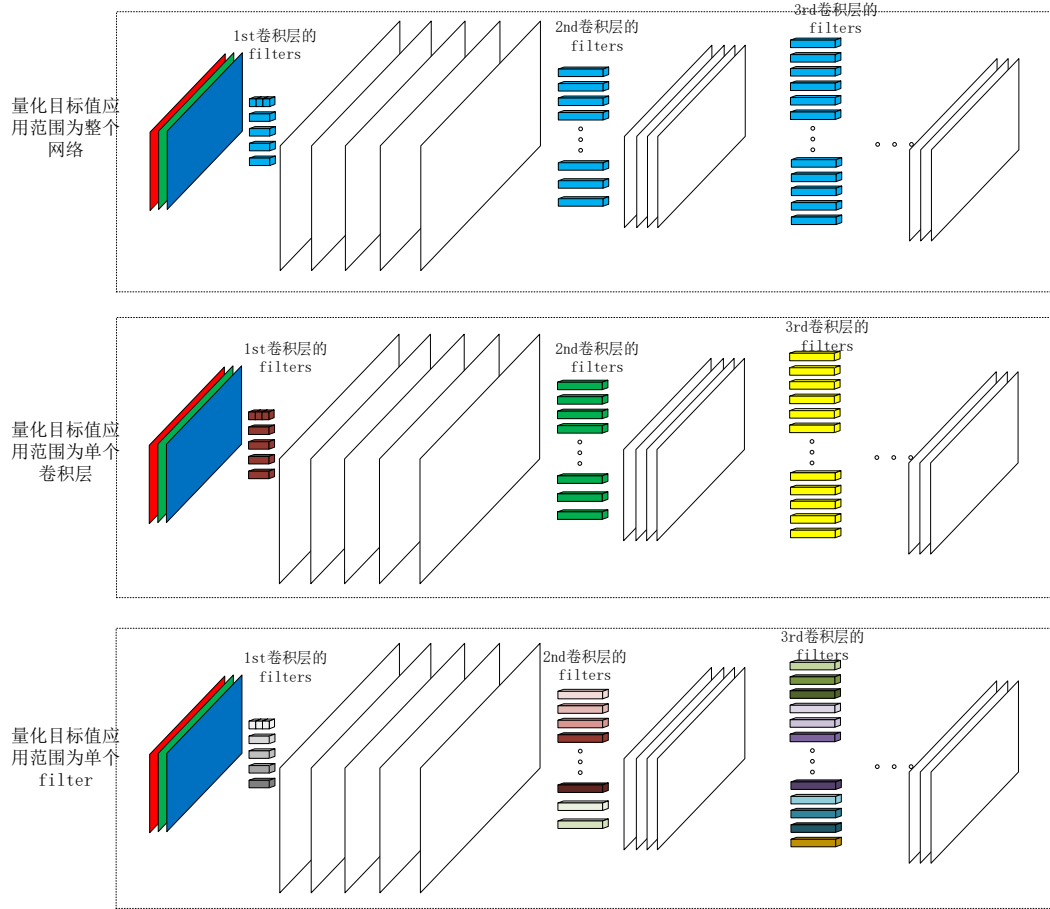 量化目标值应
用范围为整个
网络
1st卷积层的
filters
2nd卷积层的
filters
3rd卷积层的
filters
量化目标值应
用范围为单个
卷积层
1st卷积层的
filters
2nd卷积层的
filters
3rd卷积层的
filters
量化目标值应
用范围为单个
filter
1st卷积层的
filters
2nd卷积层的
filters
3rd卷积层的
filters